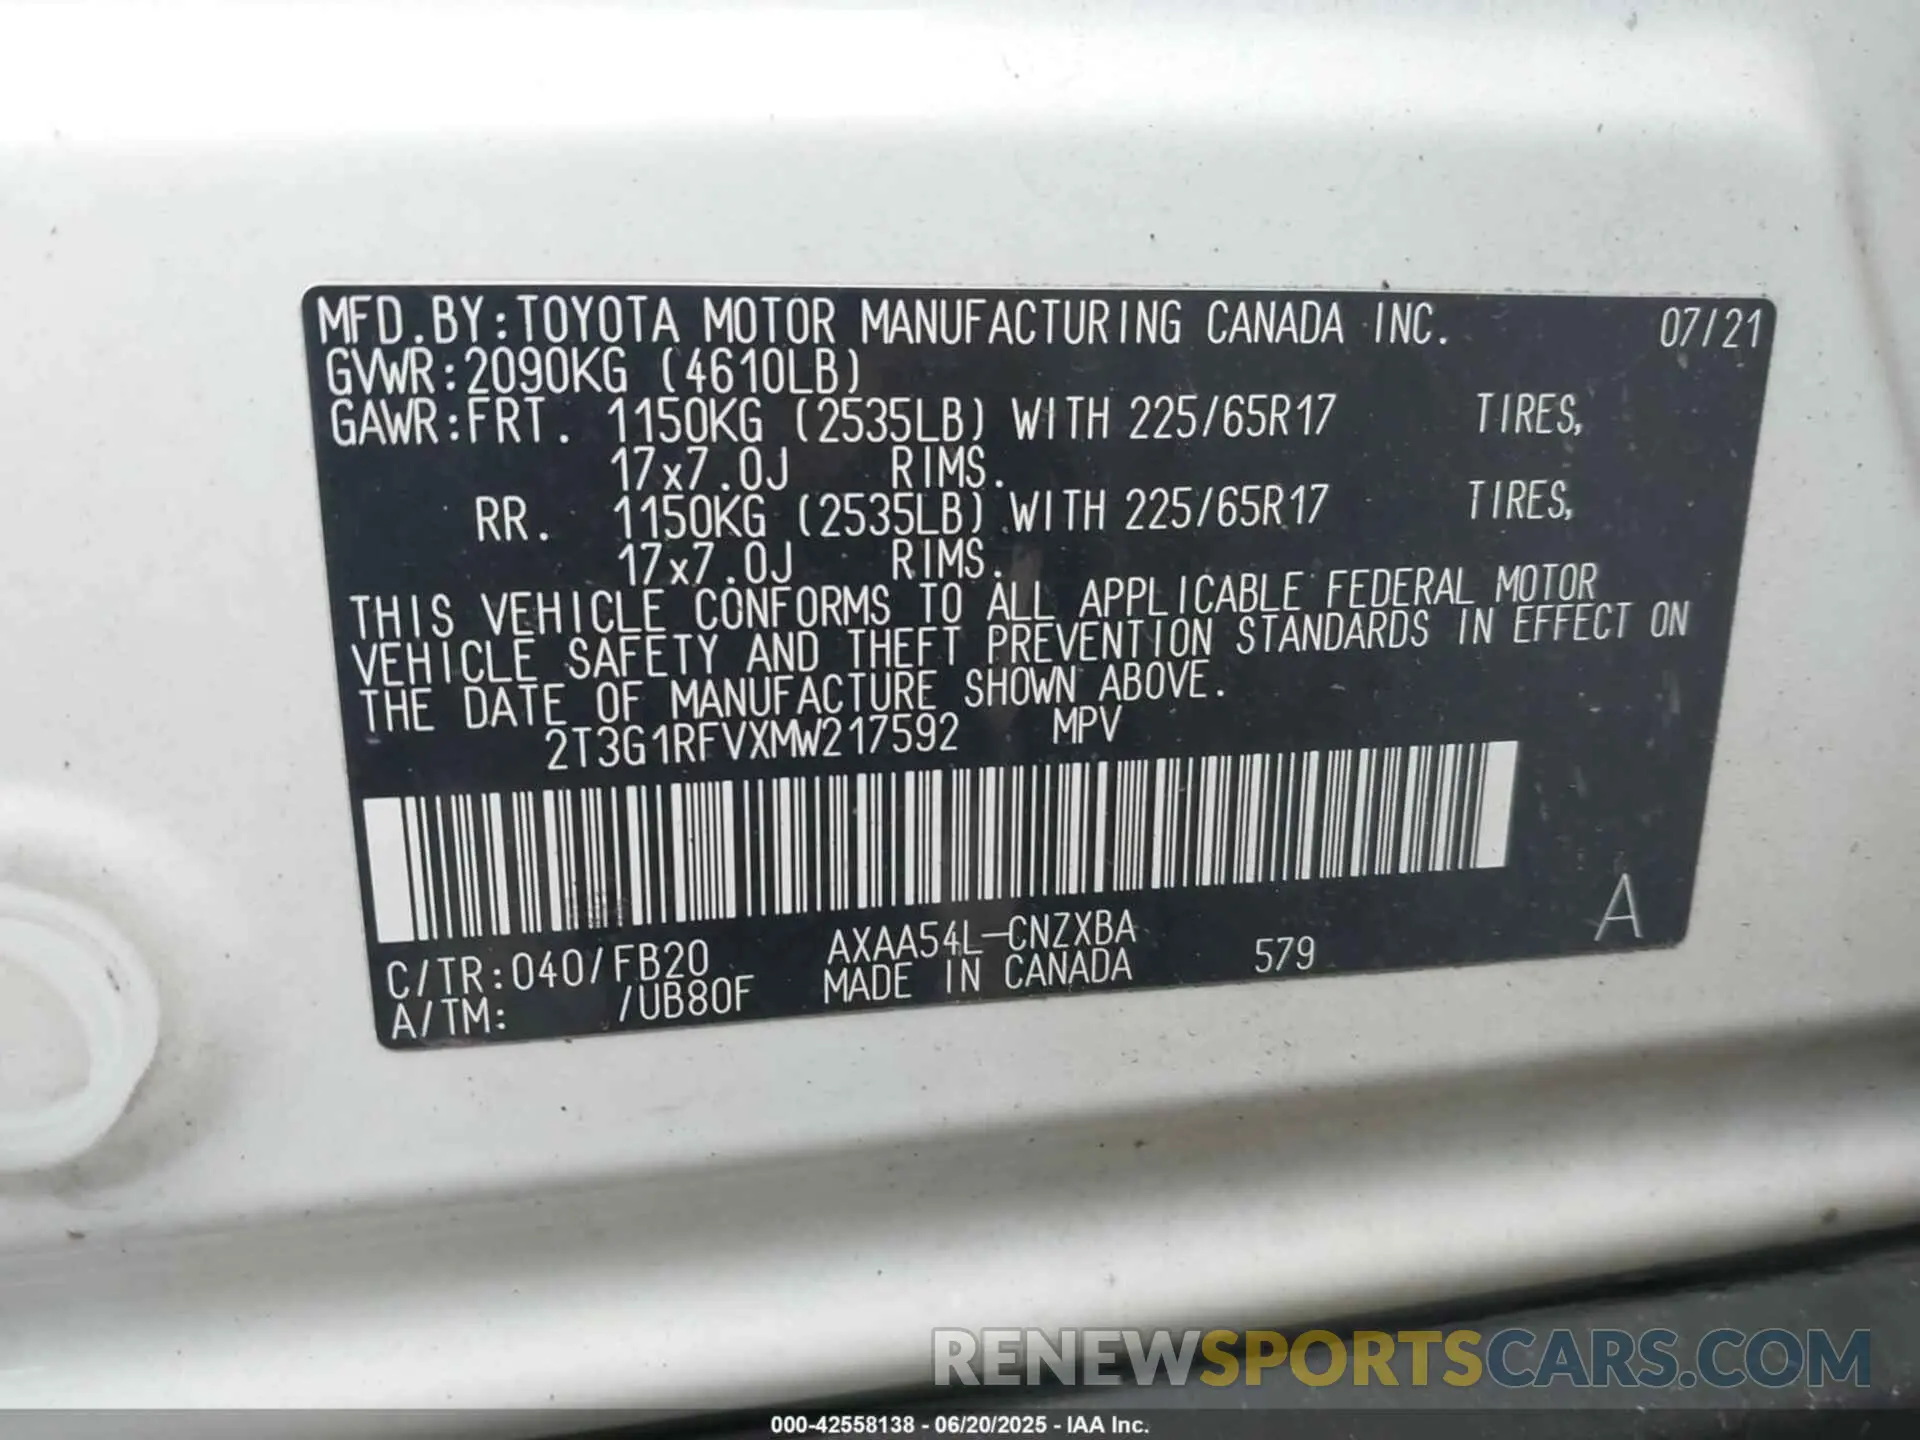 MFD.BY:TOYOTA MOTOR MANUFACTURING CANADA INC. 07/21
GVWR:2090KG (4610LB)
GAWR:FRT. 1150KG (2535LB) WITH 225/65R17 TIRES,
17x7.0J RIMS.
RR. 1150KG (2535LB) WITH 225/65R17 TIRES,
17x7.0J RIMS.
THIS VEHICLE CONFORMS TO ALL APPLICABLE FEDERAL MOTOR
VEHICLE SAFETY AND THEFT PREVENTION STANDARDS IN EFFECT ON
THE DATE OF MANUFACTURE SHOWN ABOVE.
2T3G1RFVXMW217592 MPV
C/TR:040/FB20 AXAA54L-CNZXBA 579 A
A/TM: /UB80F MADE IN CANADA
RENEWSPORTSCARS.COM
000-42558138 - 06/20/2025 - IAA Inc.